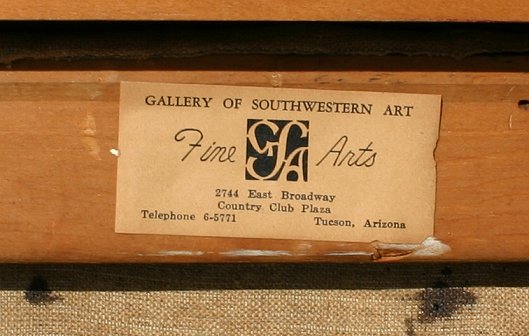 GALLERY OF SOUTHWESTERN ART
Fine GSA Arts
2744 East Broadway
Country Club Plaza
Telephone 6-5771 Tucson, Arizona